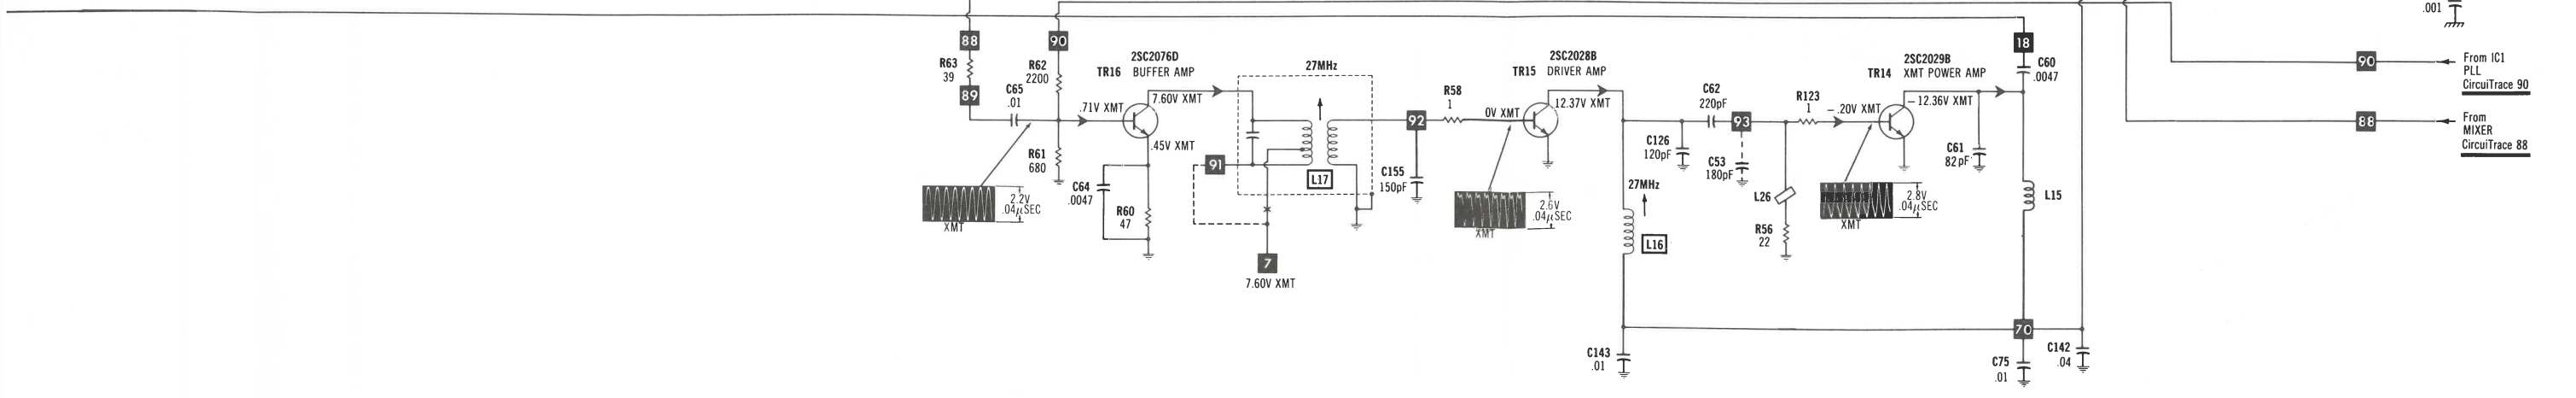 .001
88
90
18
R63
39
R62
2200
2SC2076D
TR16 BUFFER AMP
27MHz
2SC2028B
TR15 DRIVER AMP
2SC2029B
TR14 XMT POWER AMP
C60
.0047
90
From IC1
PLL
CircuiTrace 90
89
C65
.01
.71V XMT
7.60V XMT
R58
1
0V XMT
12.37V XMT
C62
220pF
R123
1
-.20V XMT
-12.36V XMT
92
93
88
From
MIXER
CircuiTrace 88
.45V XMT
R61
680
91
L17
C155
150pF
C126
120pF
C53
180pF
C61
82pF
C64
.0047
R60
47
27MHz
L26
L15
2.2V
.04µSEC
XMT
2.6V
.04µSEC
XMT
2.8V
.04µSEC
XMT
R56
22
L16
7
7.60V XMT
70
C143
.01
C75
.01
C142
.04